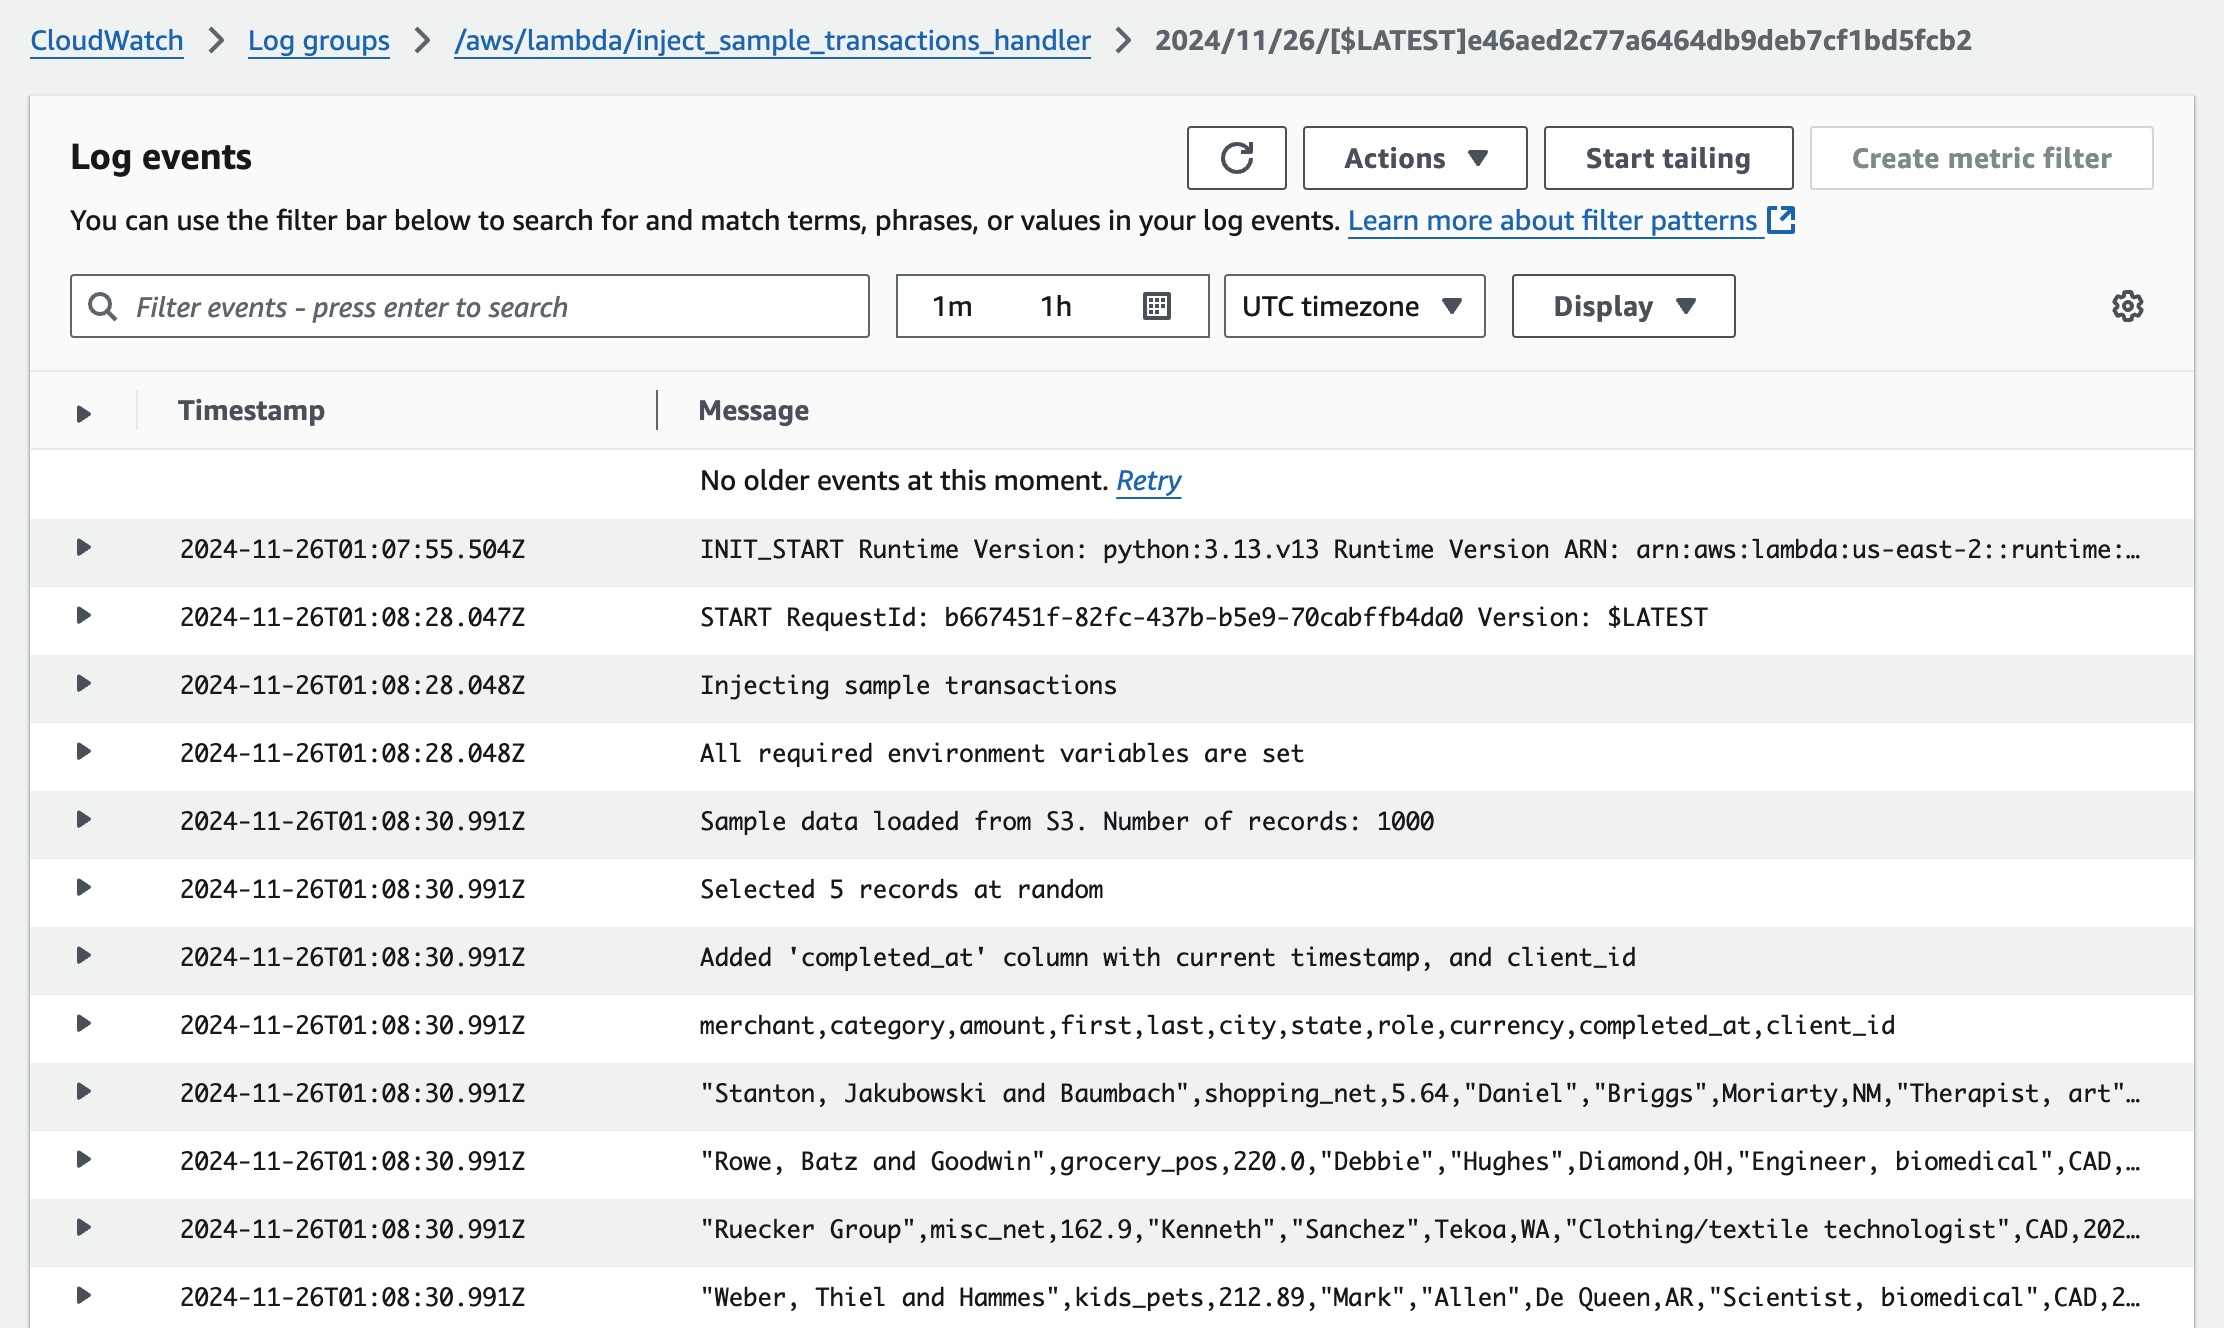 CloudWatch > Log groups > /aws/lambda/inject_sample_transactions_handler > 2024/11/26/[$LATEST]e46aed2c77a6464db9deb7cf1bd5fcb2
Log events
Actions
Start tailing
Create metric filter
You can use the filter bar below to search for and match terms, phrases, or values in your log events. Learn more about filter patterns
Filter events - press enter to search
1m 1h
UTC timezone
Display
Timestamp Message
No older events at this moment. Retry
2024-11-26T01:07:55.504Z INIT_START Runtime Version: python:3.13.v13 Runtime Version ARN: arn:aws:lambda:us-east-2::runtime:…
2024-11-26T01:08:28.047Z START RequestId: b667451f-82fc-437b-b5e9-70cabffb4da0 Version: $LATEST
2024-11-26T01:08:28.048Z Injecting sample transactions
2024-11-26T01:08:28.048Z All required environment variables are set
2024-11-26T01:08:30.991Z Sample data loaded from S3. Number of records: 1000
2024-11-26T01:08:30.991Z Selected 5 records at random
2024-11-26T01:08:30.991Z Added 'completed_at' column with current timestamp, and client_id
2024-11-26T01:08:30.991Z merchant,category,amount,first,last,city,state,role,currency,completed_at,client_id
2024-11-26T01:08:30.991Z "Stanton, Jakubowski and Baumbach",shopping_net,5.64,"Daniel","Briggs",Moriarty,NM,"Therapist, art"…
2024-11-26T01:08:30.991Z "Rowe, Batz and Goodwin",grocery_pos,220.0,"Debbie","Hughes",Diamond,OH,"Engineer, biomedical",CAD,…
2024-11-26T01:08:30.991Z "Ruecker Group",misc_net,162.9,"Kenneth","Sanchez",Tekoa,WA,"Clothing/textile technologist",CAD,202…
2024-11-26T01:08:30.991Z "Weber, Thiel and Hammes",kids_pets,212.89,"Mark","Allen",De Queen,AR,"Scientist, biomedical",CAD,2…